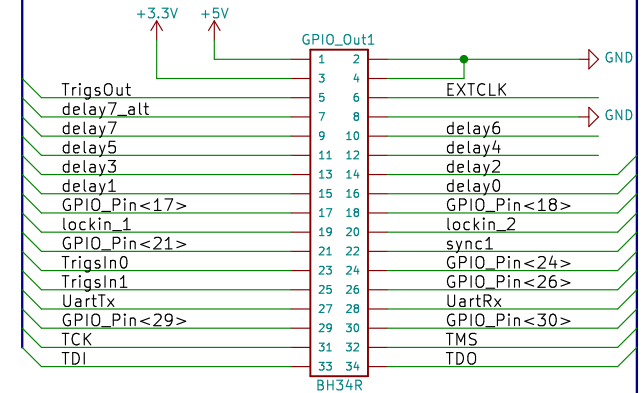 +3.3V +5V
GPIO_Out1
1 2 GND
3 4
TrigsOut 5 6 EXTCLK
delay7_alt 7 8 GND
delay7 9 10 delay6
delay5 11 12 delay4
delay3 13 14 delay2
delay1 15 16 delay0
GPIO_Pin<17> 17 18 GPIO_Pin<18>
lockin_1 19 20 lockin_2
GPIO_Pin<21> 21 22 sync1
TrigsIn0 23 24 GPIO_Pin<24>
TrigsIn1 25 26 GPIO_Pin<26>
UartTx 27 28 UartRx
GPIO_Pin<29> 29 30 GPIO_Pin<30>
TCK 31 32 TMS
TDI 33 34 TDO
BH34R